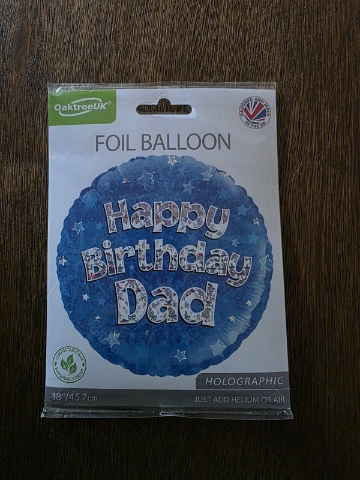 OaktreeUK®
FOIL BALLOON
Happy
Birthday
Dad
HOLOGRAPHIC
18"/45.7cm
JUST ADD HELIUM OR AIR